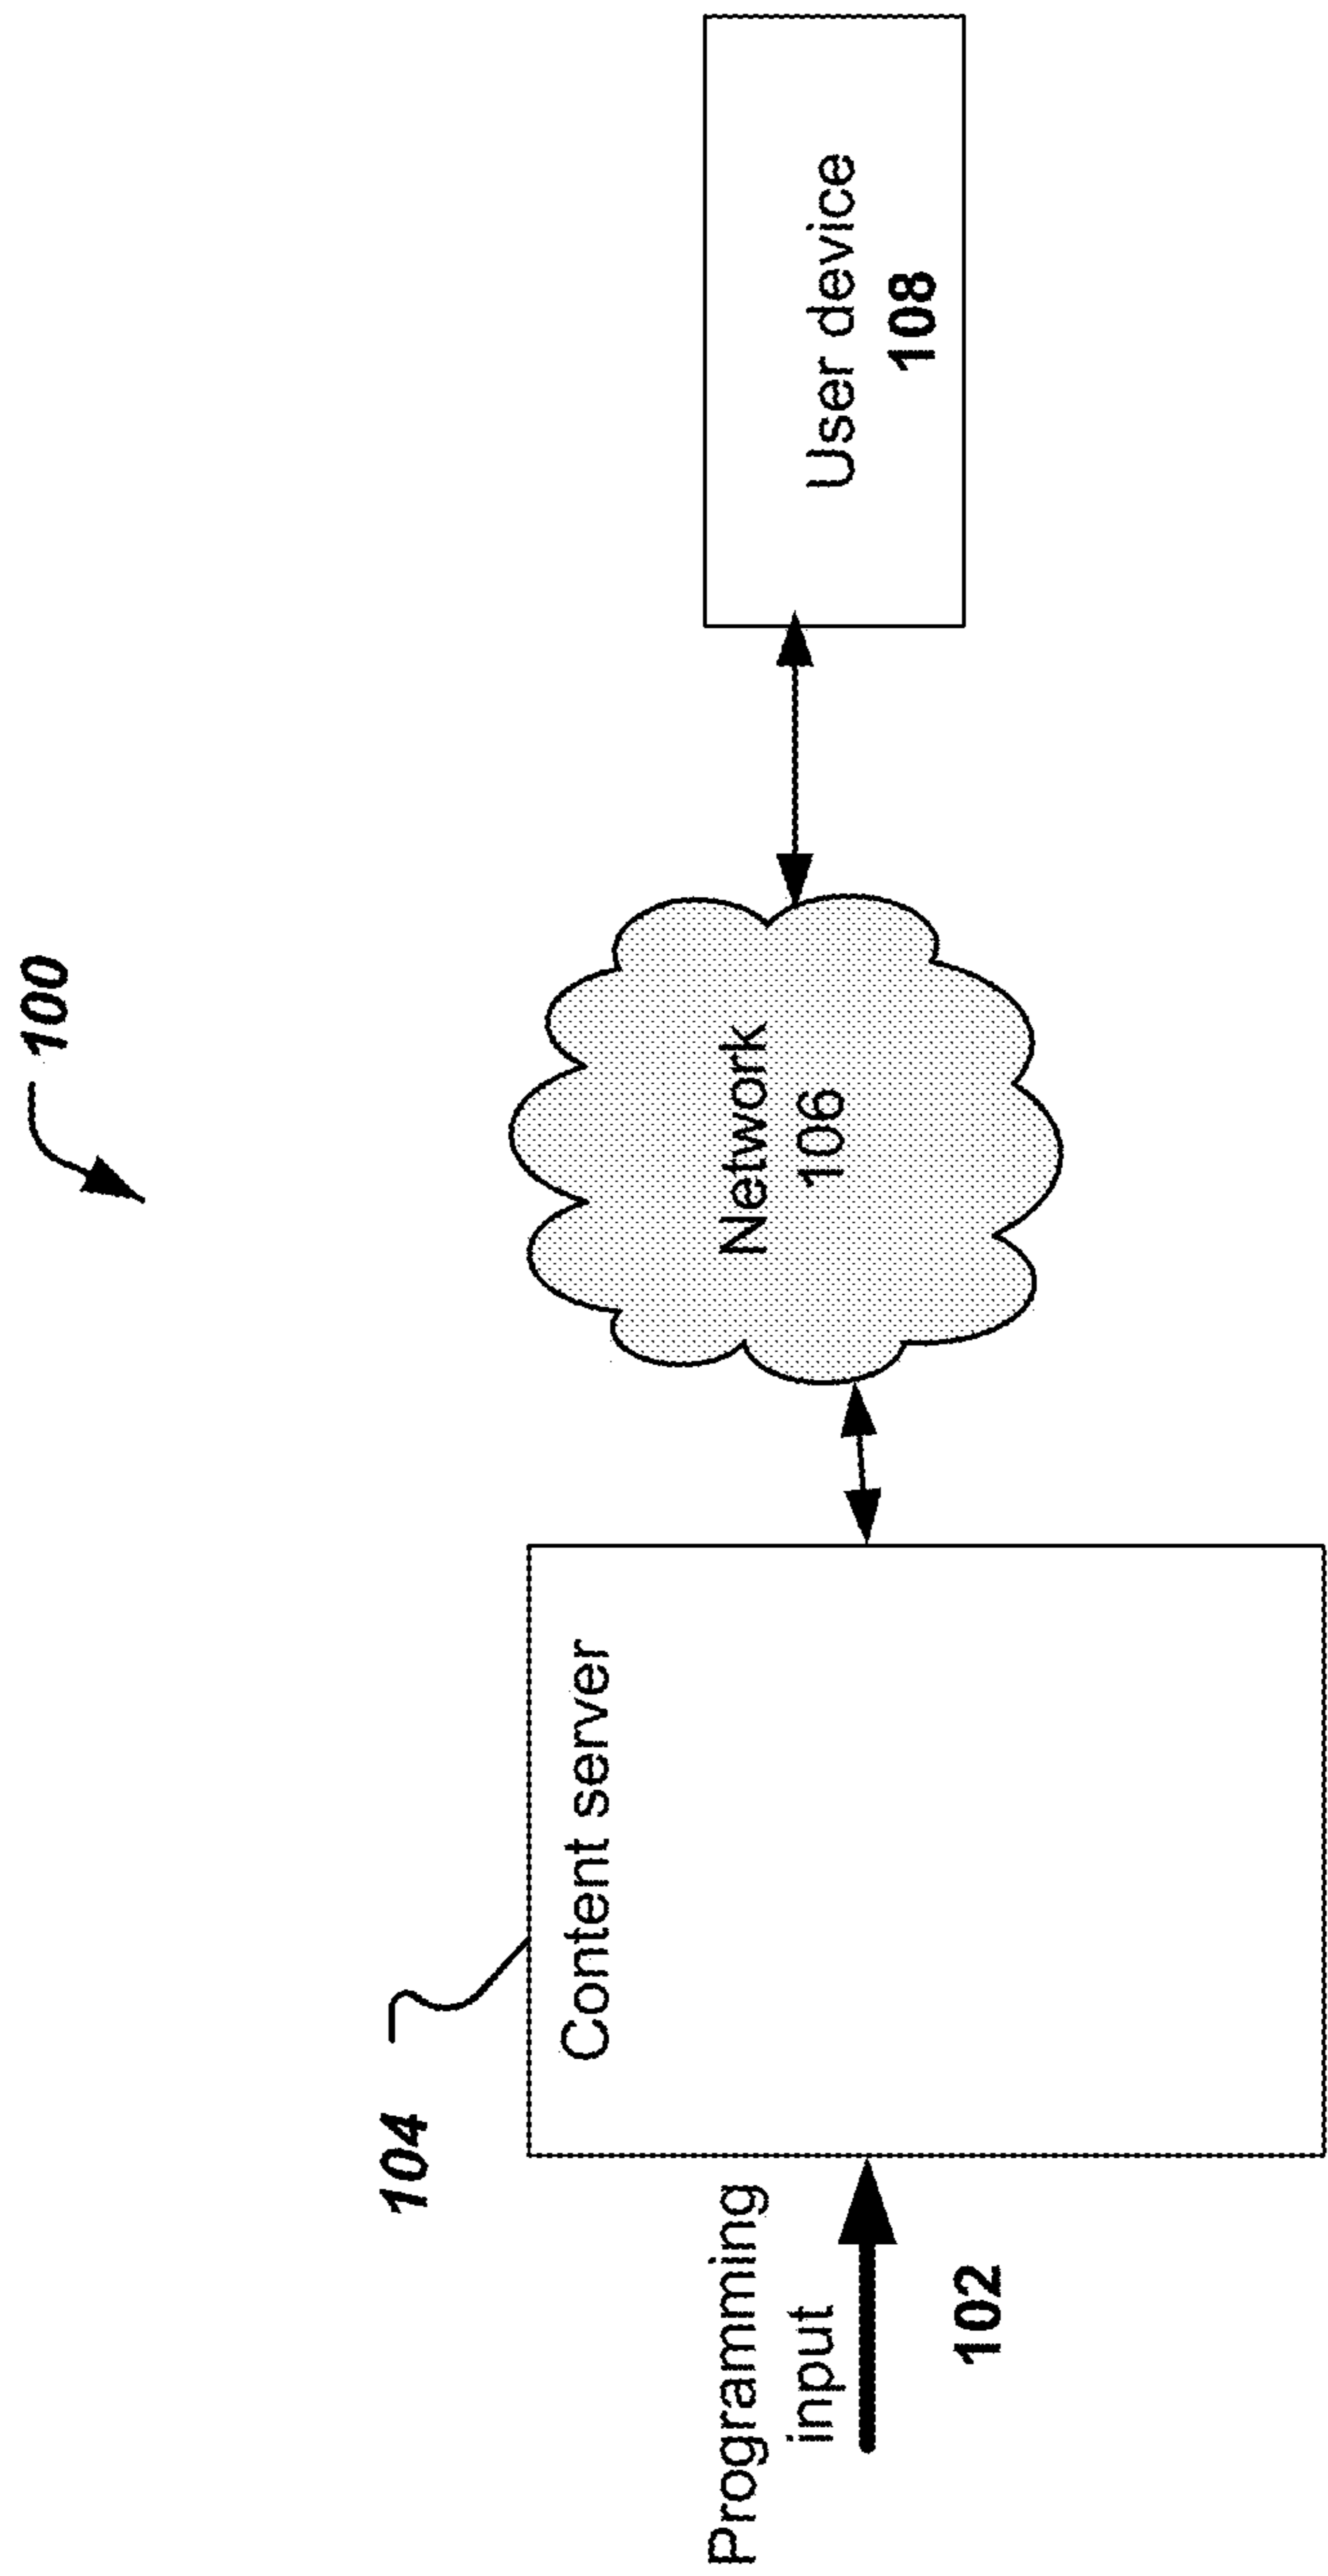 100
104
Programming
input
102
Content server
Network
106
User device
108